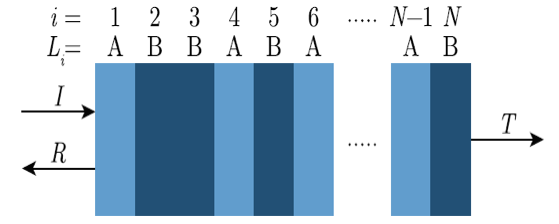 i = 1 2 3 4 5 6 ..... N–1 N
L_i= A B B A B A A B
I
R
.....
T